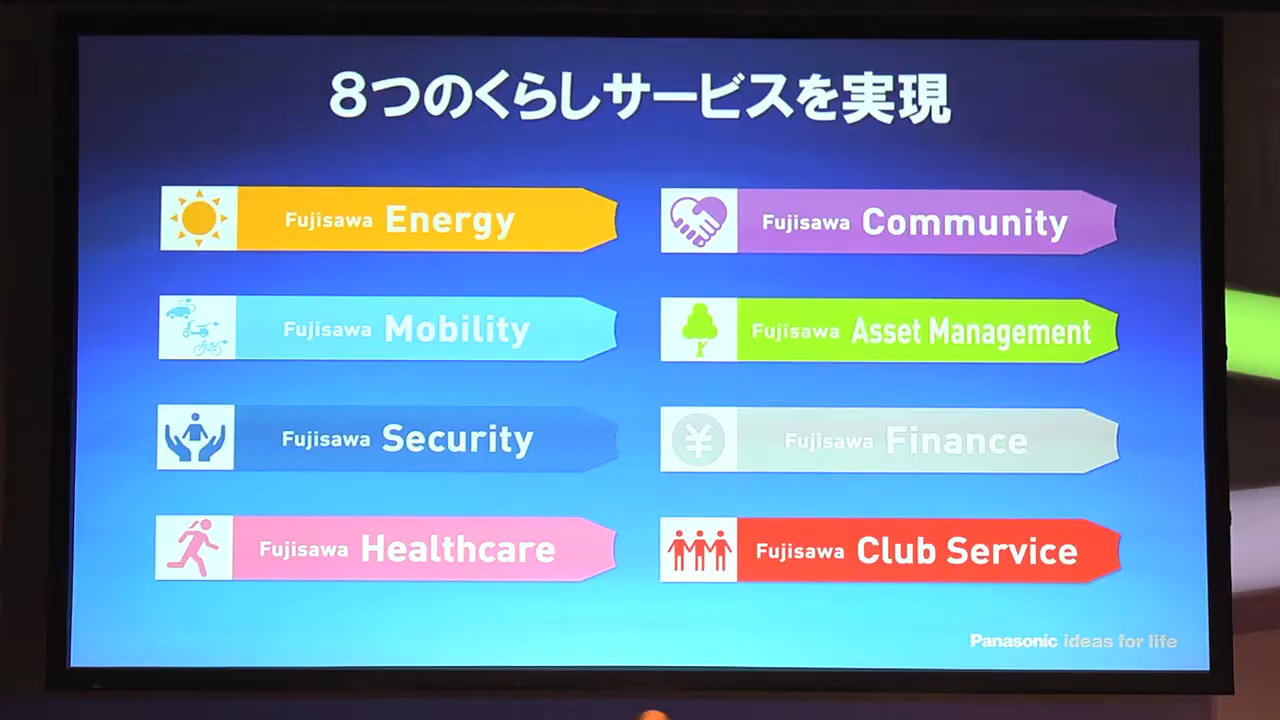 8つのくらしサービスを実現
Fujisawa Energy
Fujisawa Mobility
Fujisawa Security
Fujisawa Healthcare
Fujisawa Community
Fujisawa Asset Management
¥
Fujisawa Finance
Fujisawa Club Service
Panasonic ideas for life